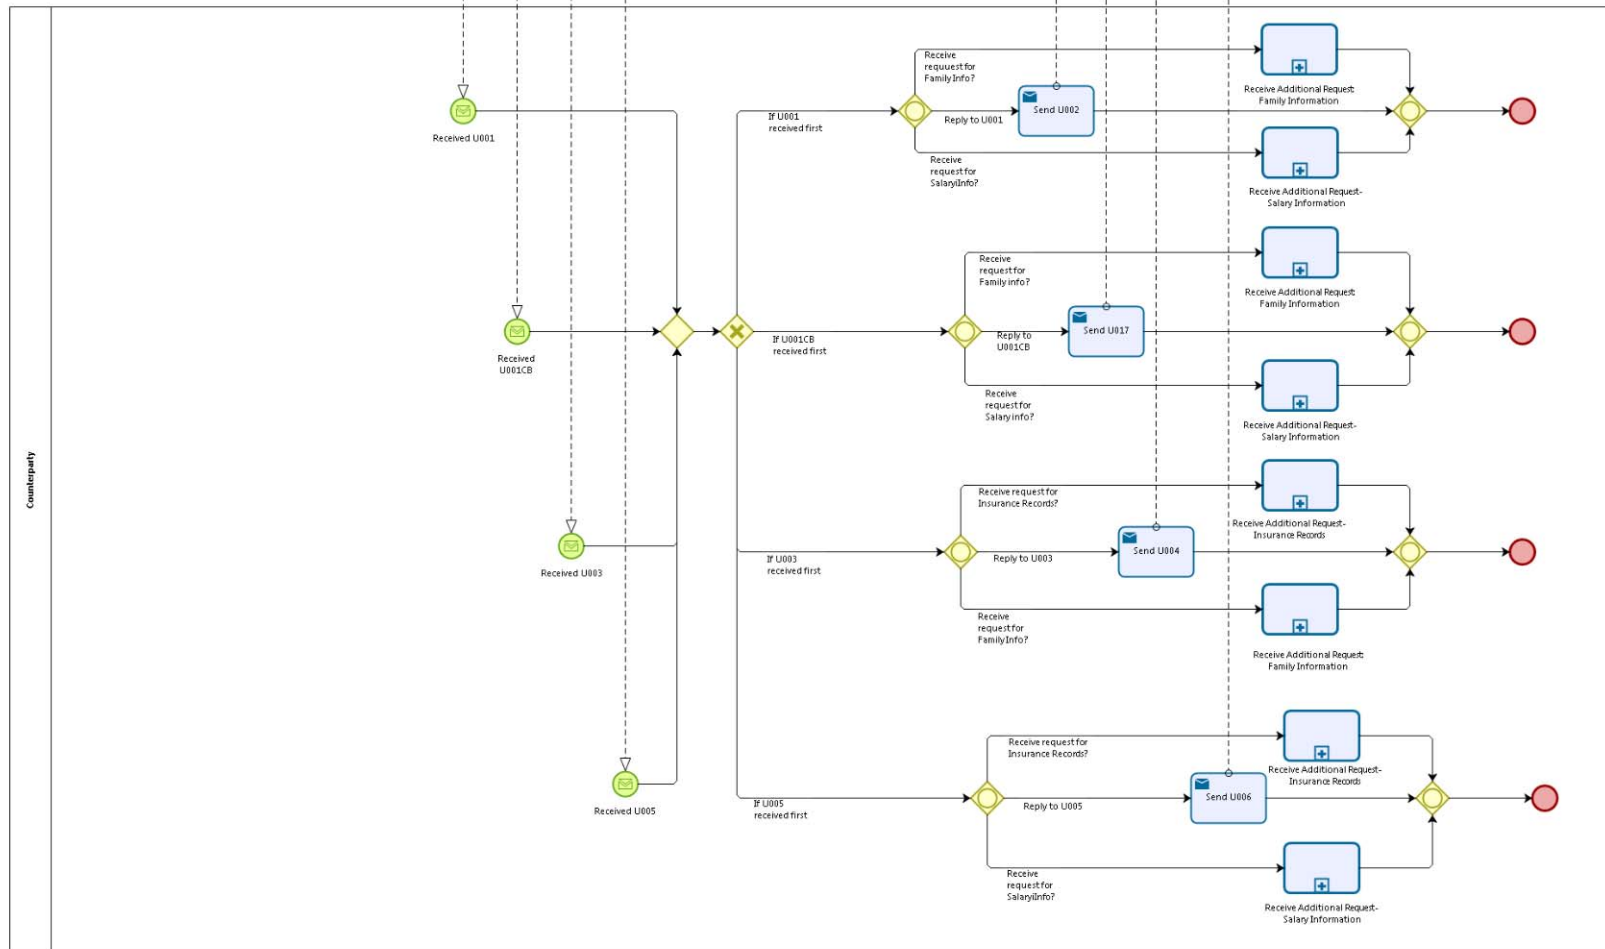 Counterparty
Received U001
Received
U001CB
Received U003
Received U005
If U001
received first
Receive
requuest for
Family Info?
Reply to U001
Send U002
Receive
request for
SalaryiInfo?
Receive Additional Request:
Family Information
Receive Additional Request-
Salary Information
If U001CB
received first
Receive
request for
Family info?
Reply to
U001CB
Send U017
Receive
request for
Salary info?
Receive Additional Request:
Family Information
Receive Additional Request-
Salary Information
If U003
received first
Receive request for
Insurance Records?
Reply to U003
Send U004
Receive
request for
Family Info?
Receive Additional Request-
Insurance Records
Receive Additional Request:
Family Information
If U005
received first
Receive request for
Insurance Records?
Reply to U005
Send U006
Receive
request for
SalaryiInfo?
Receive Additional Request-
Insurance Records
Receive Additional Request-
Salary Information